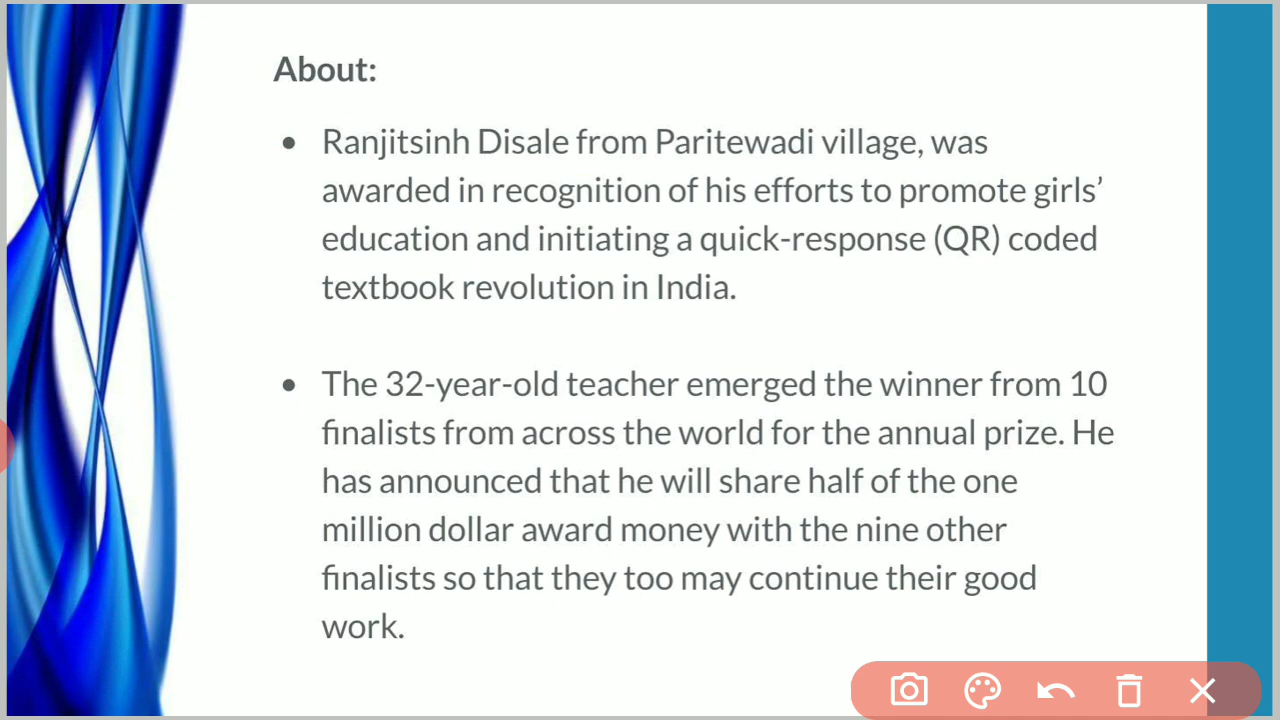 About:
• Ranjitsinh Disale from Paritewadi village, was
awarded in recognition of his efforts to promote girls’
education and initiating a quick-response (QR) coded
textbook revolution in India.
• The 32-year-old teacher emerged the winner from 10
finalists from across the world for the annual prize. He
has announced that he will share half of the one
million dollar award money with the nine other
finalists so that they too may continue their good
work.